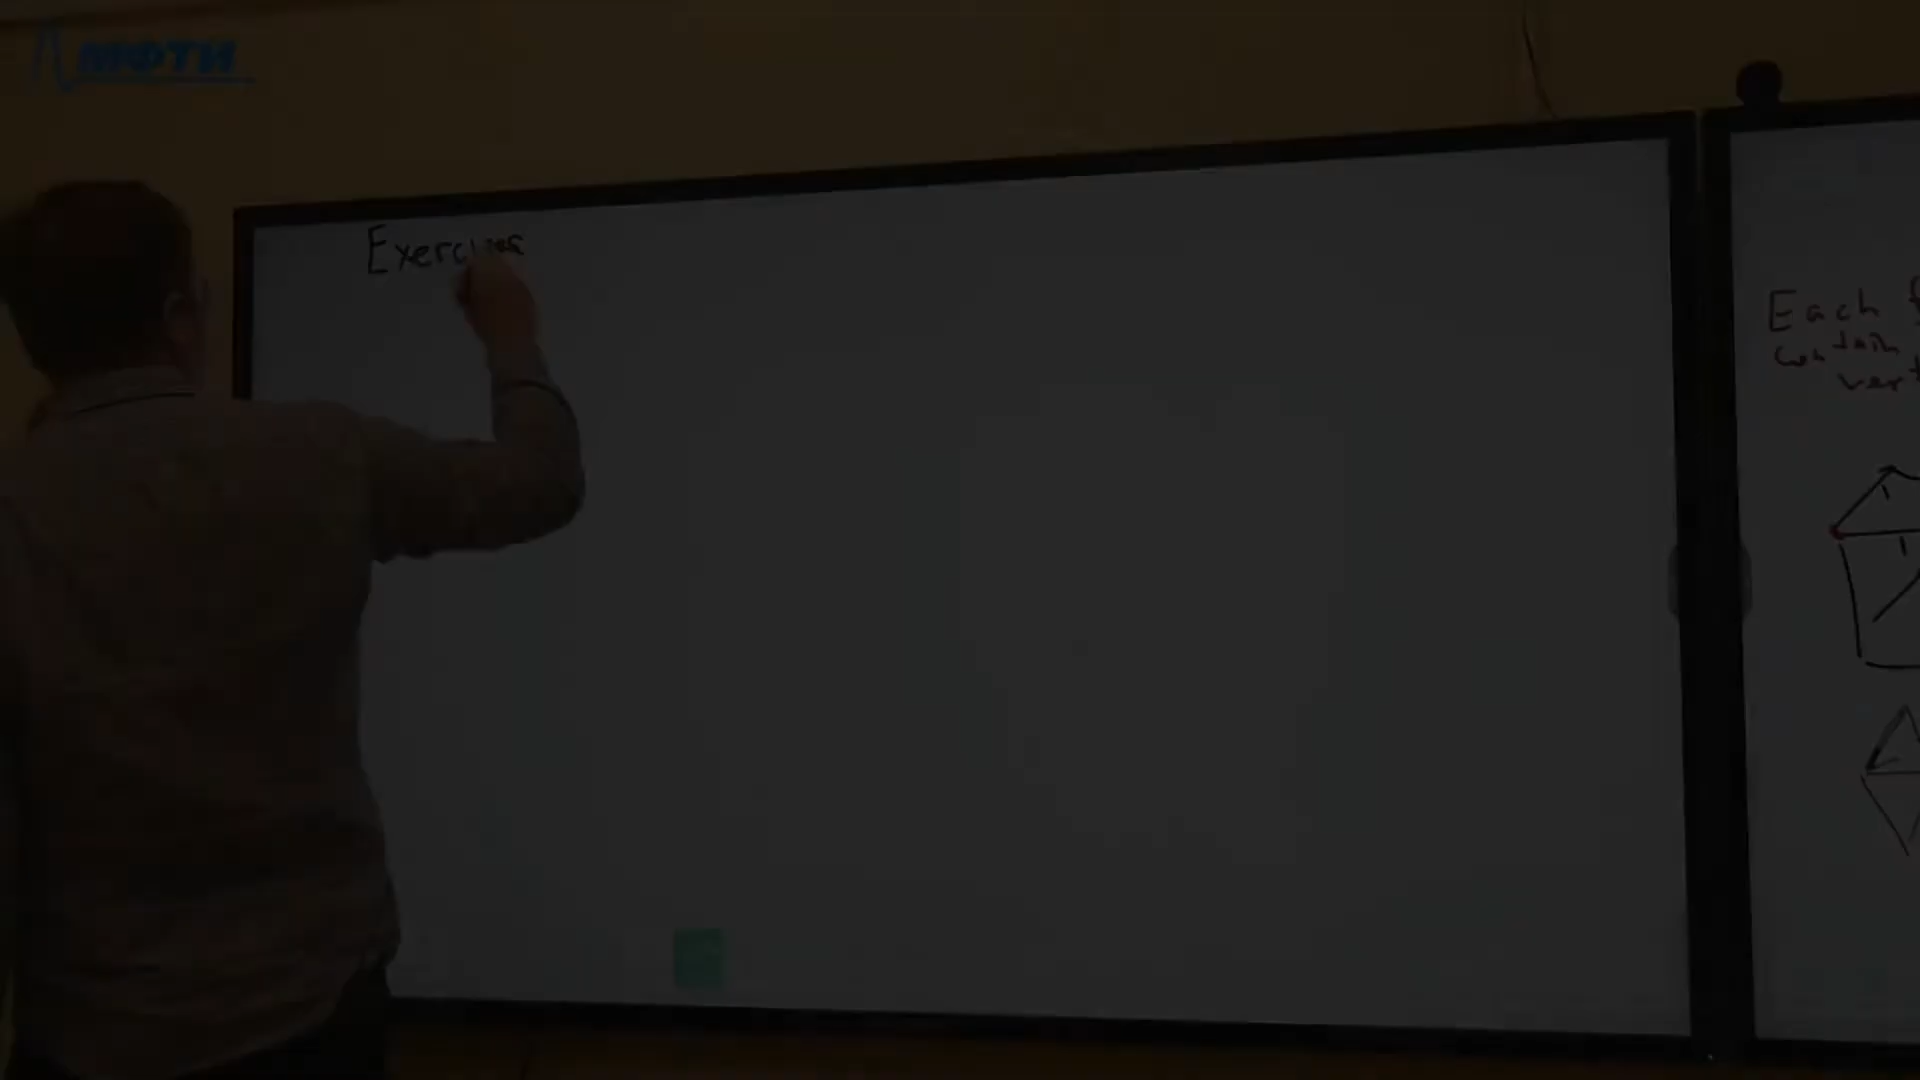 МФТИ
Exercises
Each
contain
vert